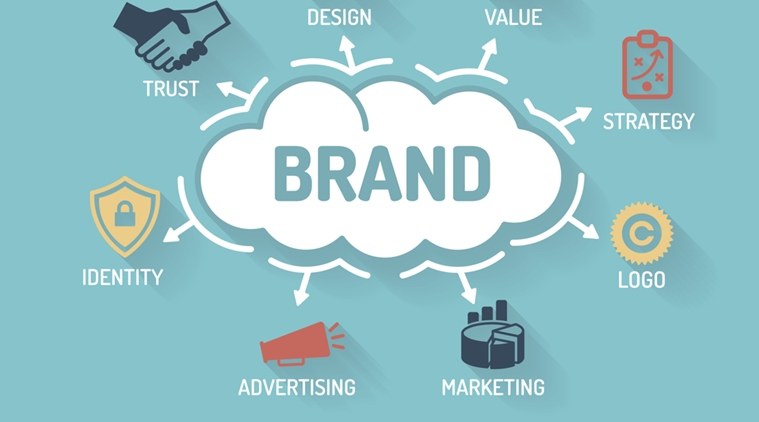 DESIGN
VALUE
TRUST
STRATEGY
BRAND
IDENTITY
C
LOGO
ADVERTISING
MARKETING